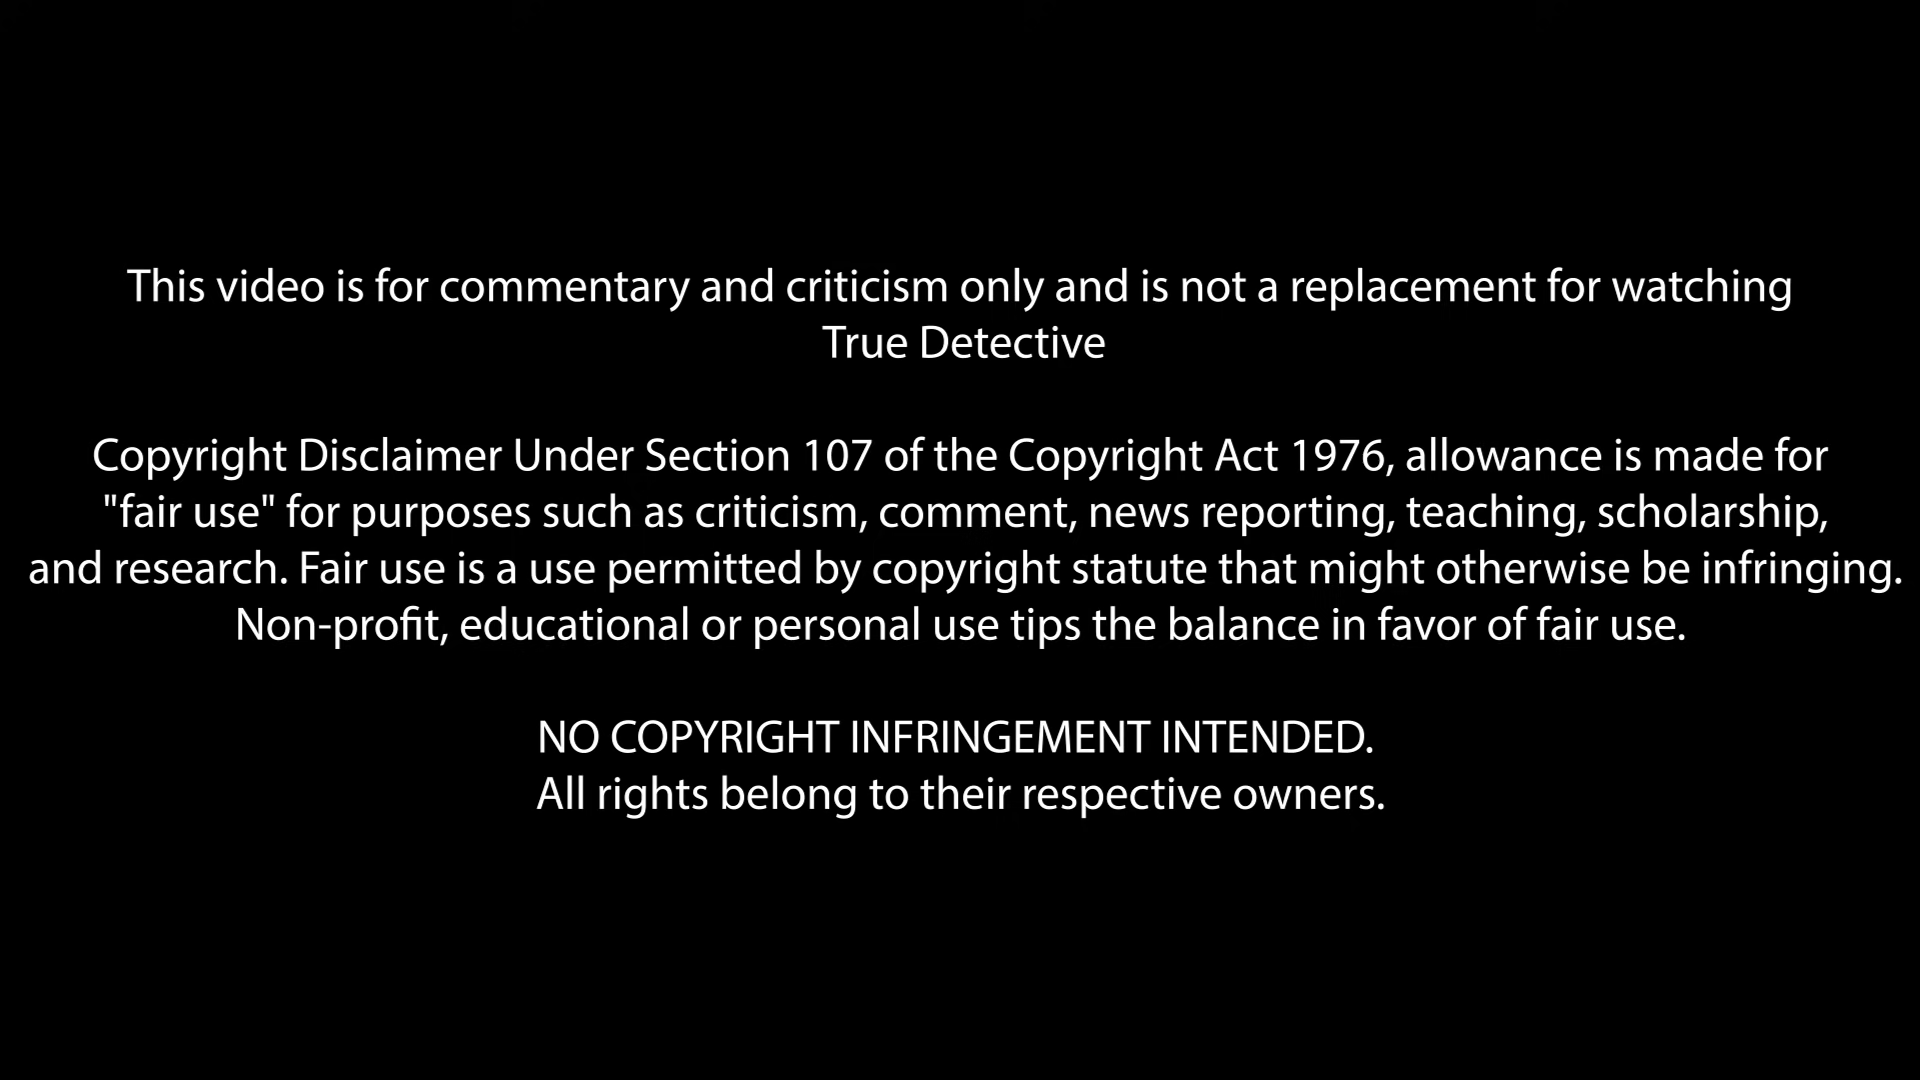 This video is for commentary and criticism only and is not a replacement for watching
True Detective
Copyright Disclaimer Under Section 107 of the Copyright Act 1976, allowance is made for
"fair use" for purposes such as criticism, comment, news reporting, teaching, scholarship,
and research. Fair use is a use permitted by copyright statute that might otherwise be infringing.
Non-profit, educational or personal use tips the balance in favor of fair use.
NO COPYRIGHT INFRINGEMENT INTENDED.
All rights belong to their respective owners.